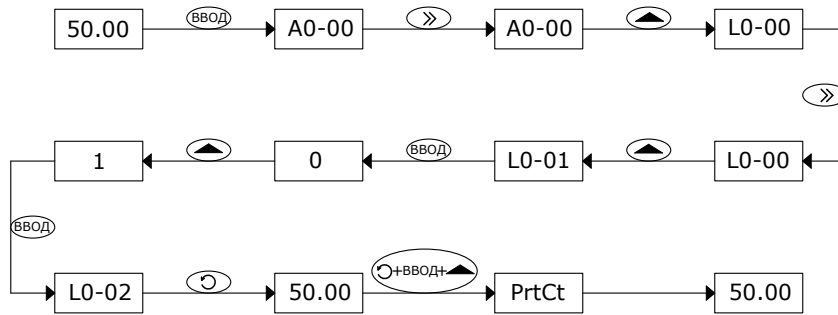 50.00 ВВОД A0-00 A0-00 L0-00
1 0 ВВОД L0-01 L0-00
ВВОД
L0-02 50.00 +ВВОД+ PrtCt 50.00